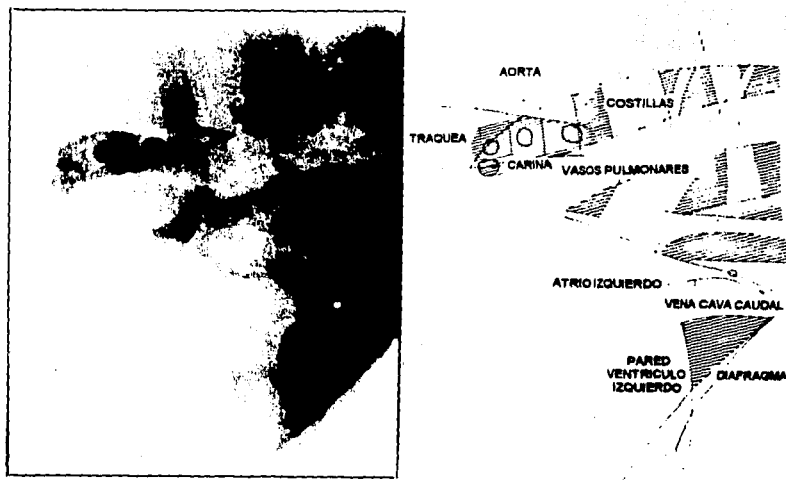 AORTA
COSTILLAS
TRAQUEA
CARINA
VASOS PULMONARES
ATRIO IZQUIERDO
VENA CAVA CAUDAL
PARED
VENTRICULO
IZQUIERDO
DIAFRAGMA